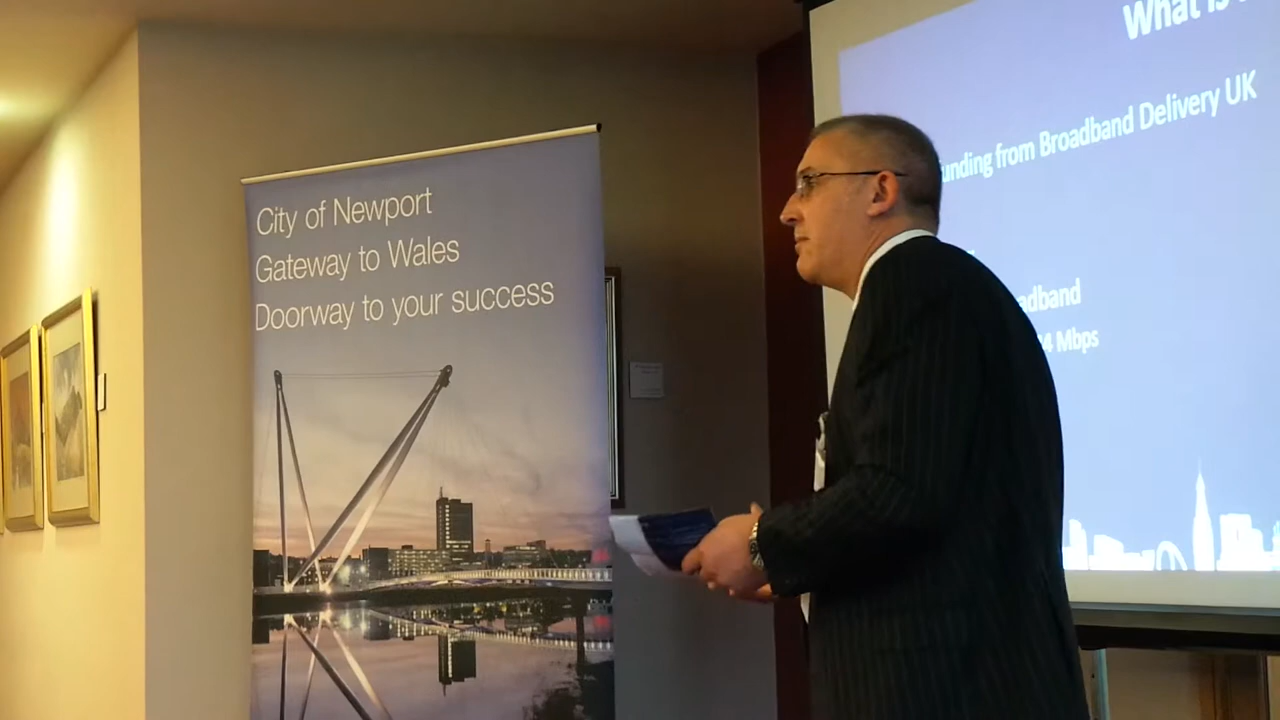 City of Newport
Gateway to Wales
Doorway to your success
What is
unding from Broadband Delivery UK
adband
4 Mbps